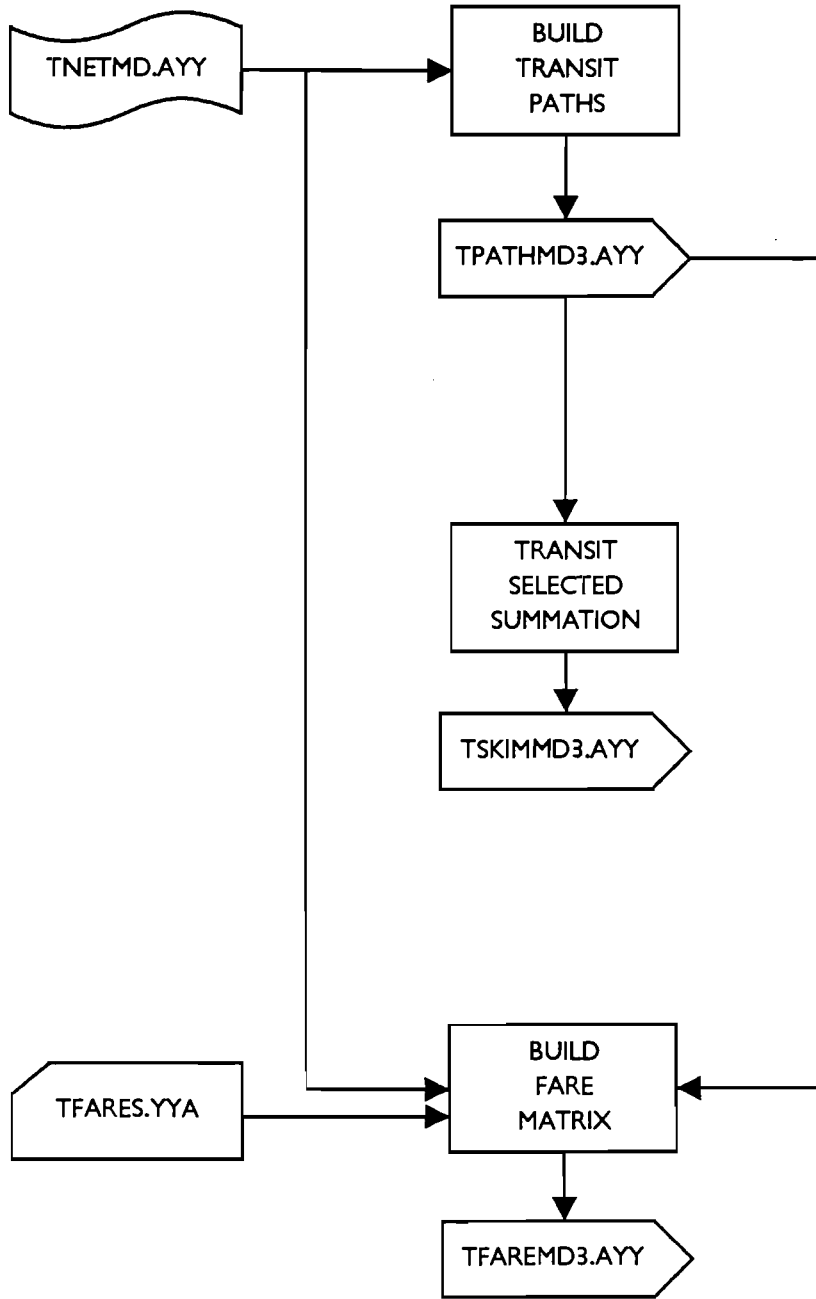 TNETMD.AYY
BUILD
TRANSIT
PATHS
TPATHMD3.AYY
TRANSIT
SELECTED
SUMMATION
TSKIMMD3.AYY
TFARES.YYA
BUILD
FARE
MATRIX
TFAREMD3.AYY